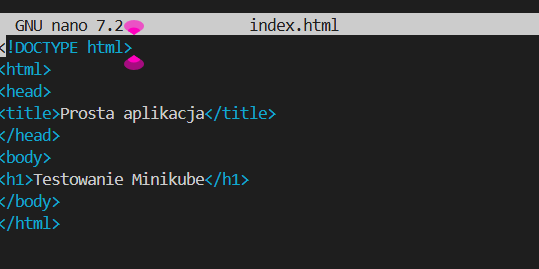 GNU nano 7.2 index.html
<!DOCTYPE html>
<html>
<head>
<title>Prosta aplikacja</title>
</head>
<body>
<h1>Testowanie Minikube</h1>
</body>
</html>